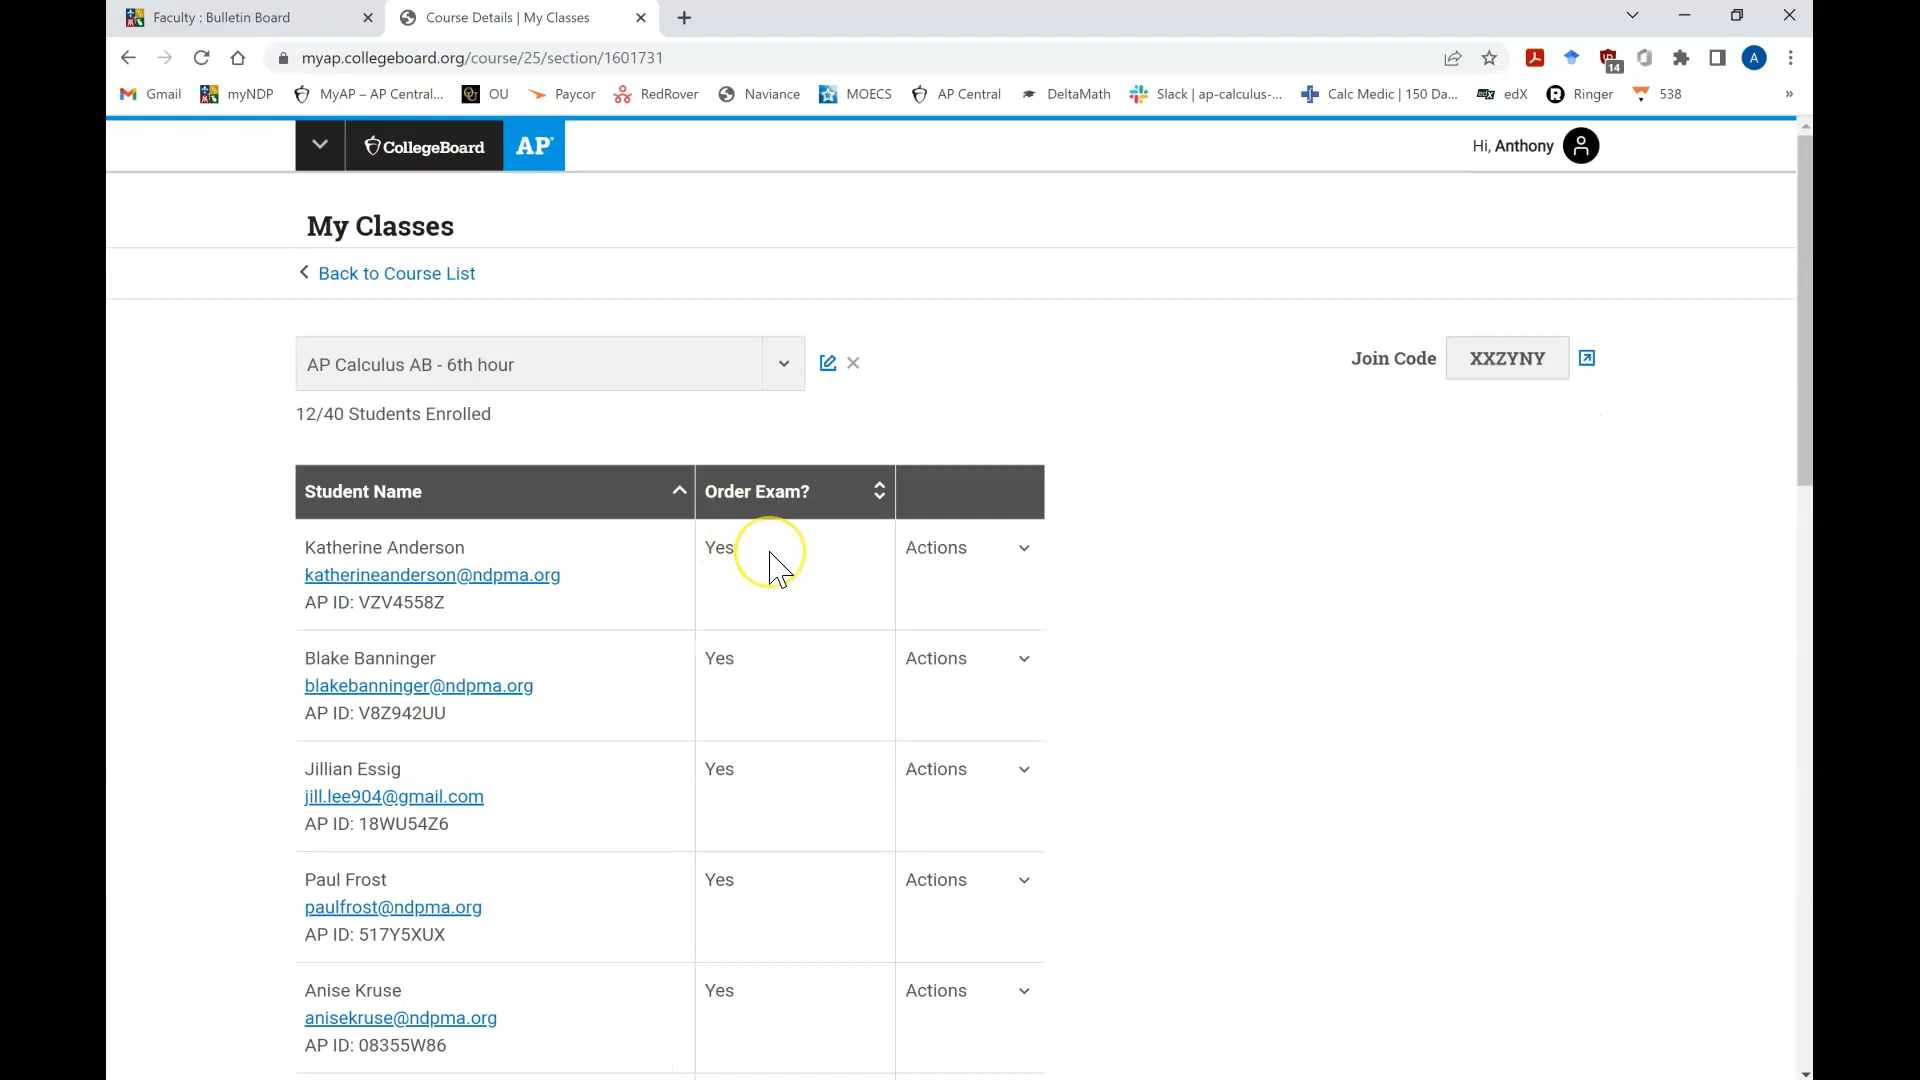 Faculty : Bulletin Board
Course Details | My Classes
myap.collegeboard.org/course/25/section/1601731
14
A
Gmail
myNDP
MyAP – AP Central...
OU
Paycor
RedRover
Naviance
MOECS
AP Central
DeltaMath
Slack | ap-calculus-...
Calc Medic | 150 Da...
edX
Ringer
538
»
CollegeBoard
AP
Hi, Anthony
My Classes
Back to Course List
AP Calculus AB - 6th hour
Join Code XXZYNY
12/40 Students Enrolled
Student Name
Order Exam?
Katherine Anderson
katherineanderson@ndpma.org
AP ID: VZV4558Z
Yes
Actions
Blake Banninger
blakebanninger@ndpma.org
AP ID: V8Z942UU
Yes
Actions
Jillian Essig
jill.lee904@gmail.com
AP ID: 18WU54Z6
Yes
Actions
Paul Frost
paulfrost@ndpma.org
AP ID: 517Y5XUX
Yes
Actions
Anise Kruse
anisekruse@ndpma.org
AP ID: 08355W86
Yes
Actions